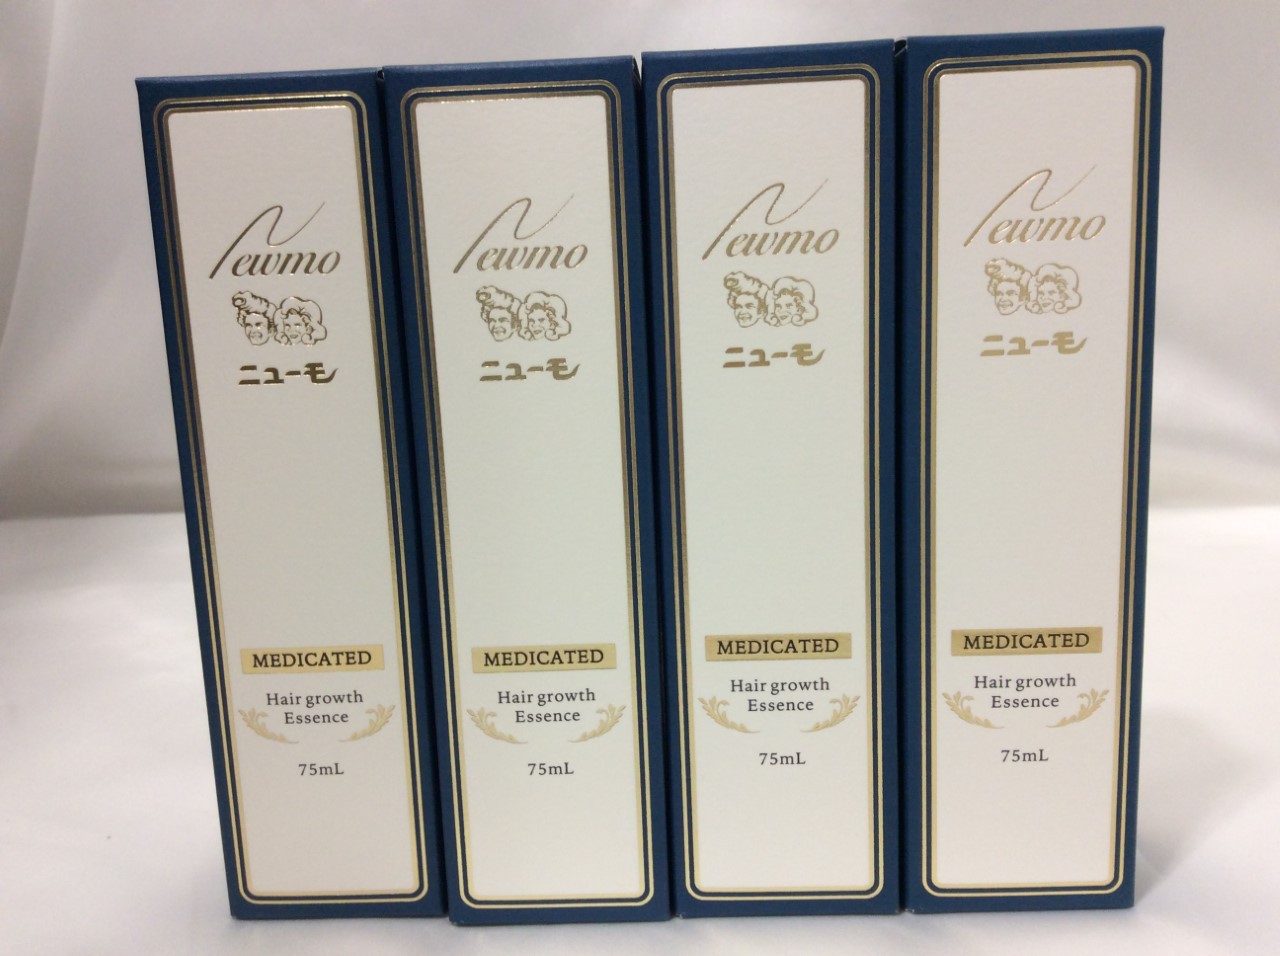 Newmo
ニューモ
MEDICATED
Hair growth
Essence
75mL
Newmo
ニューモ
MEDICATED
Hair growth
Essence
75mL
Newmo
ニューモ
MEDICATED
Hair growth
Essence
75mL
Newmo
ニューモ
MEDICATED
Hair growth
Essence
75mL